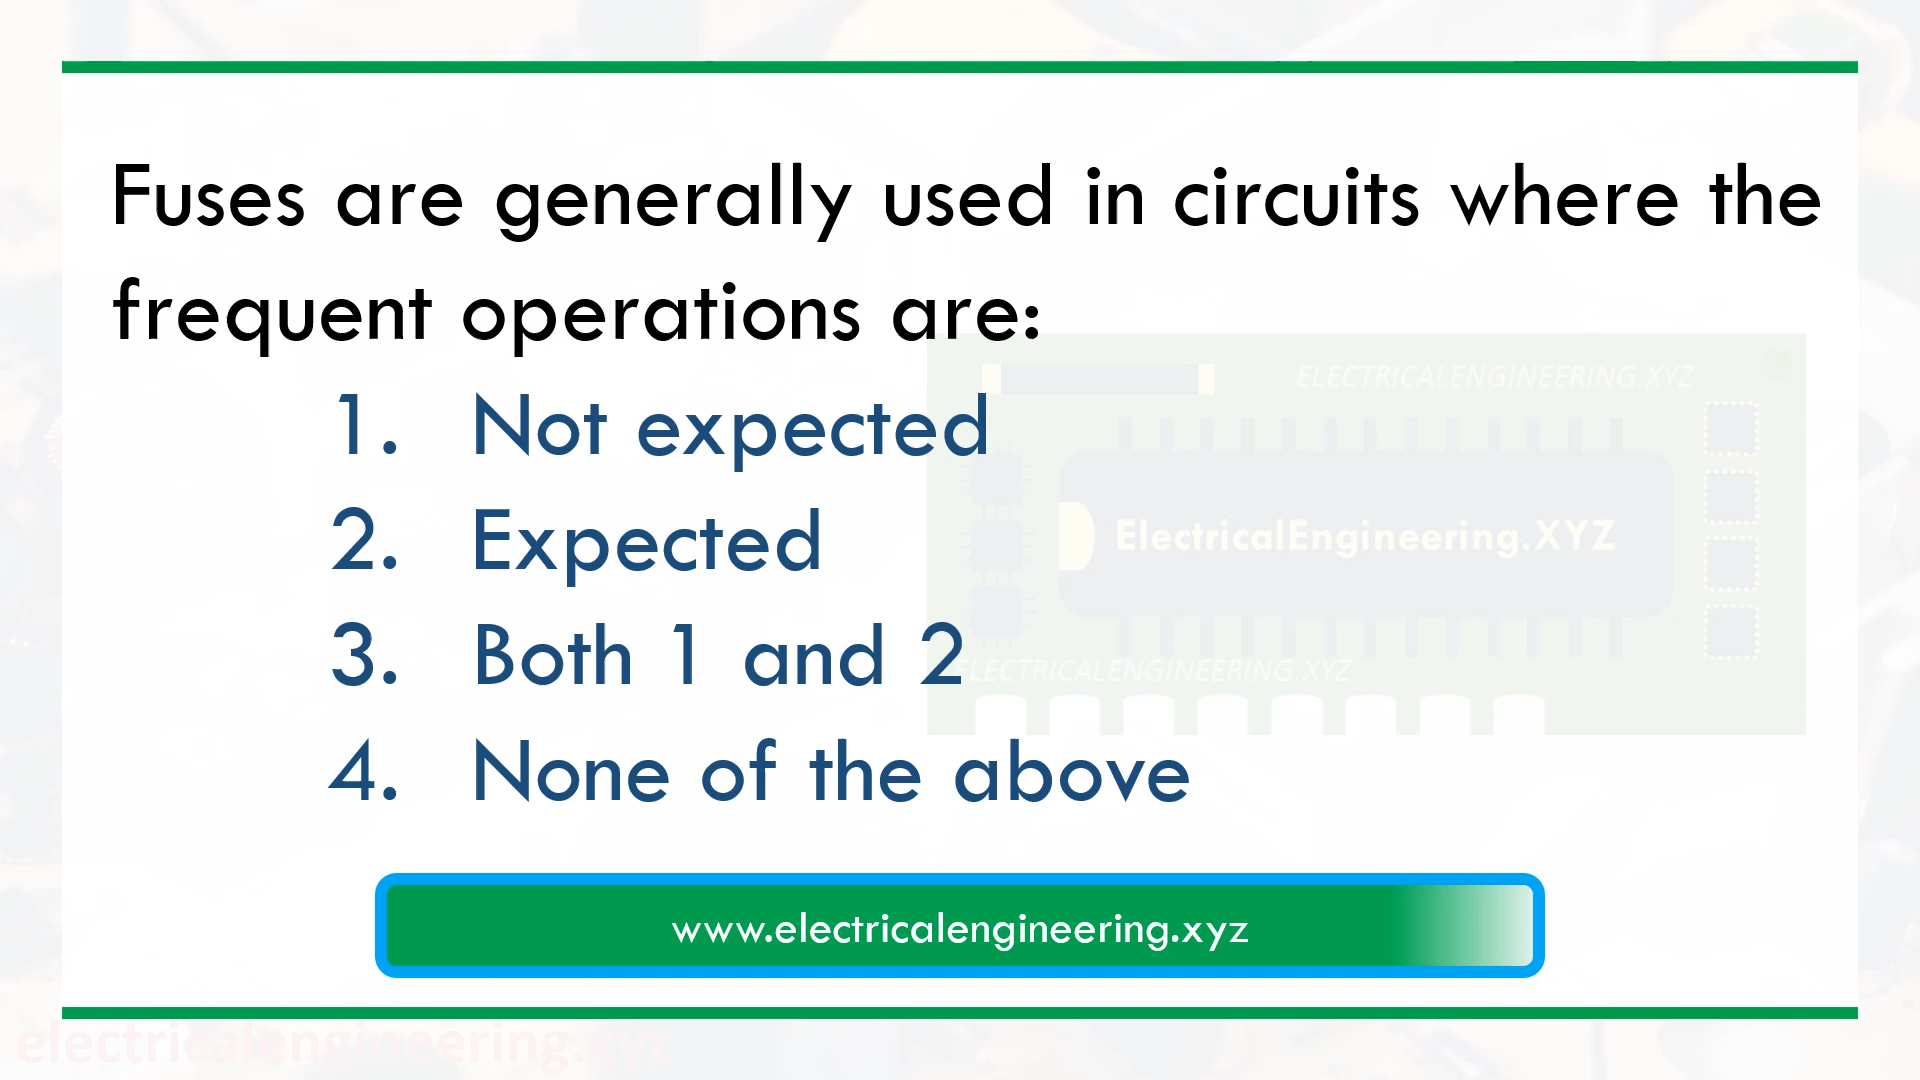 Fuses are generally used in circuits where the
frequent operations are:
1. Not expected
2. Expected
3. Both 1 and 2
4. None of the above
ELECTRICALENGINEERING.XYZ
ElectricalEngineering.XYZ
ELECTRICALENGINEERING.XYZ
www.electricalengineering.xyz
electricalengineering.xyz